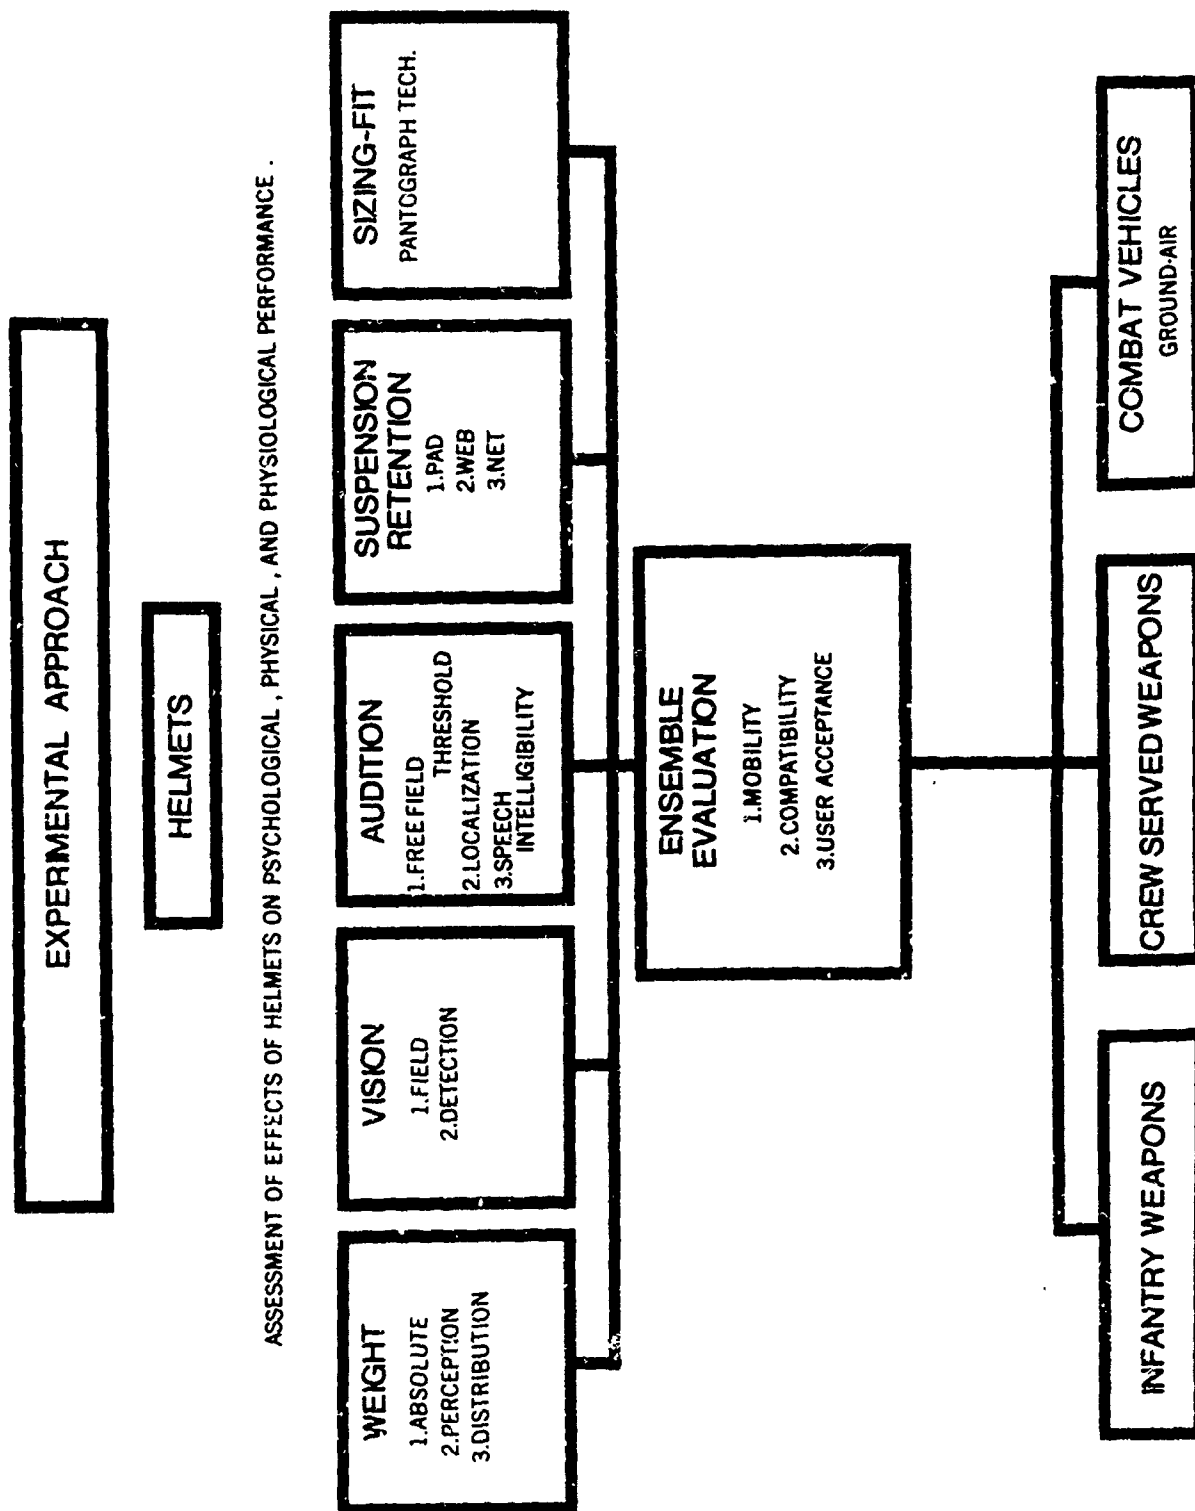 EXPERIMENTAL APPROACH
HELMETS
ASSESSMENT OF EFFECTS OF HELMETS ON PSYCHOLOGICAL, PHYSICAL, AND PHYSIOLOGICAL PERFORMANCE.
WEIGHT
1.ABSOLUTE
2.PERCEPTION
3.DISTRIBUTION
VISION
1.FIELD
2.DETECTION
AUDITION
1.FREE FIELD
THRESHOLD
2.LOCALIZATION
3.SPEECH
INTELLIGIBILITY
SUSPENSION
RETENTION
1.PAD
2.WEB
3.NET
SIZING-FIT
PANTOGRAPH TECH.
ENSEMBLE
EVALUATION
1.MOBILITY
2.COMPATIBILITY
3.USER ACCEPTANCE
INFANTRY WEAPONS
CREW SERVED WEAPONS
COMBAT VEHICLES
GROUND-AIR